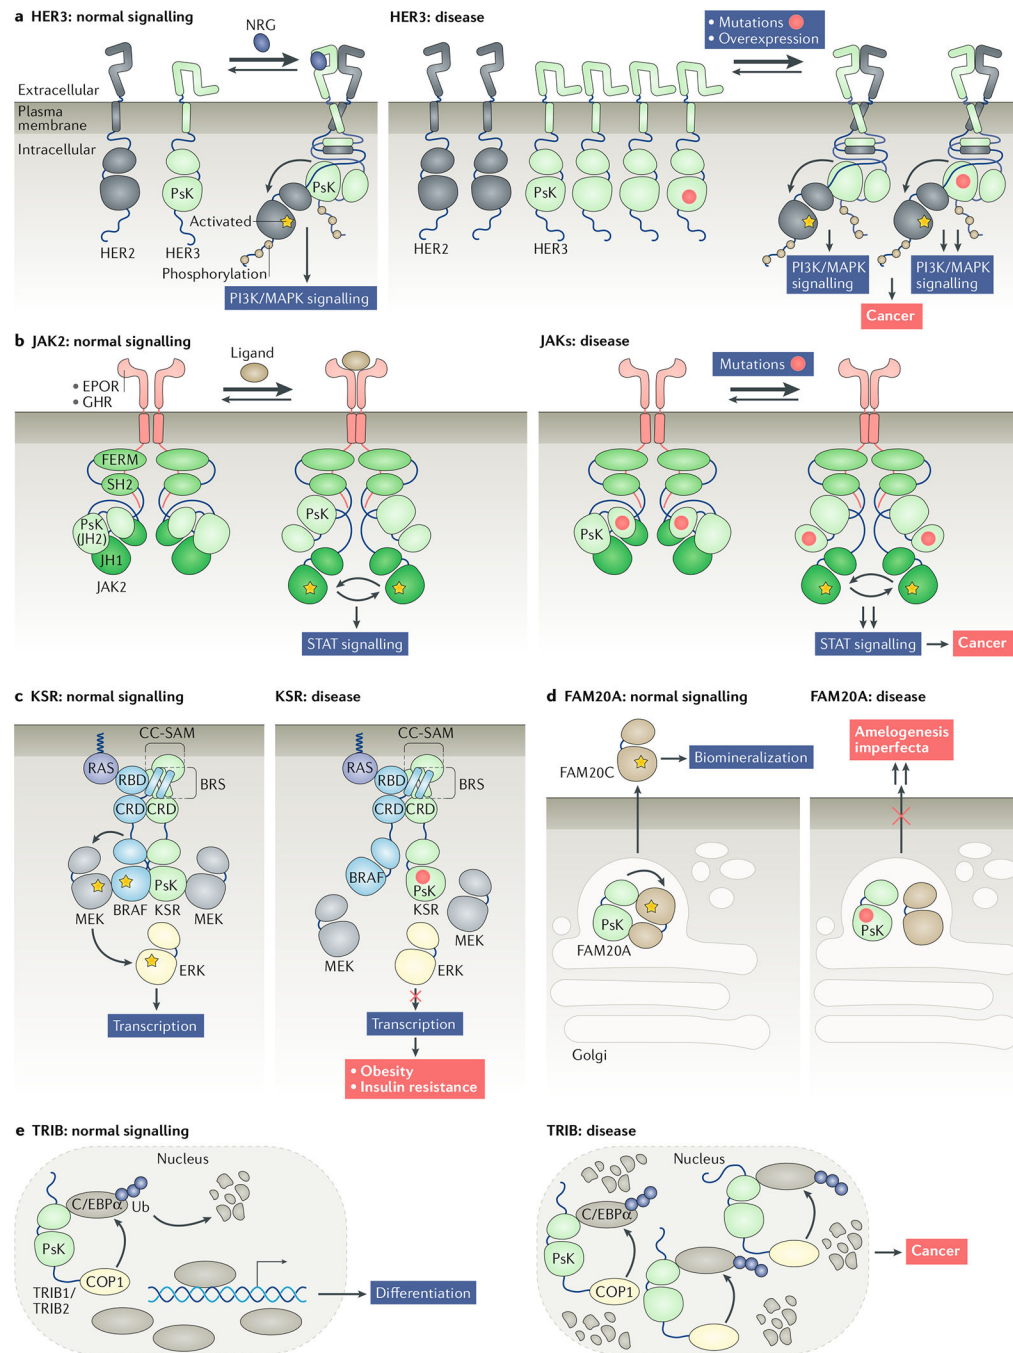 a HER3: normal signalling
NRG
Extracellular
Plasma
membrane
Intracellular
PsK
PsK
Activated
HER2
HER3
Phosphorylation
PI3K/MAPK signalling
HER3: disease
• Mutations
• Overexpression
PsK
HER2
HER3
PI3K/MAPK
signalling
PI3K/MAPK
signalling
Cancer
b JAK2: normal signalling
Ligand
• EPOR
• GHR
FERM
SH2
PsK
(JH2)
JH1
JAK2
PsK
STAT signalling
JAKs: disease
Mutations
PsK
STAT signalling
Cancer
c KSR: normal signalling
CC-SAM
RAS
RBD
BRS
CRD
CRD
PsK
MEK
BRAF
KSR
MEK
ERK
Transcription
KSR: disease
CC-SAM
RAS
RBD
BRS
CRD
CRD
BRAF
PsK
KSR
MEK
MEK
ERK
Transcription
• Obesity
• Insulin resistance
d FAM20A: normal signalling
FAM20C
Biomineralization
PsK
FAM20A
Golgi
FAM20A: disease
Amelogenesis
imperfecta
PsK
e TRIB: normal signalling
Nucleus
C/EBPα
Ub
PsK
COP1
TRIB1/
TRIB2
Differentiation
TRIB: disease
Nucleus
C/EBPα
PsK
COP1
Cancer